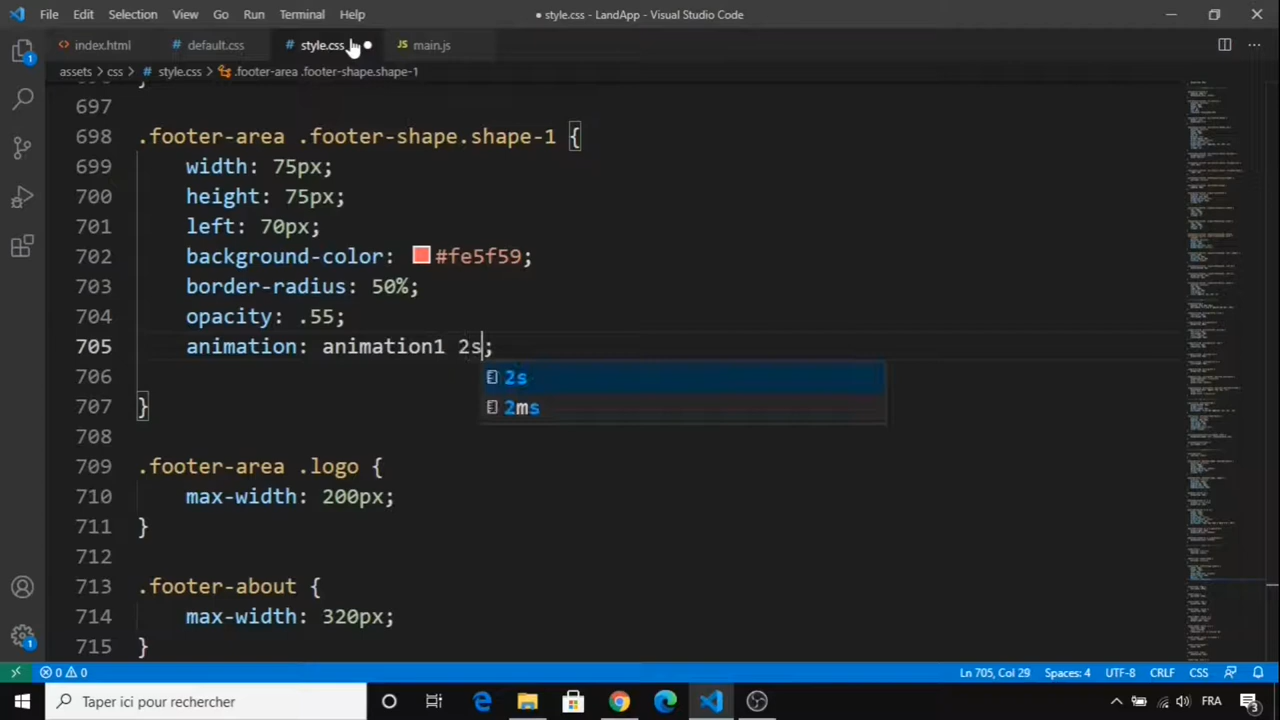 File Edit Selection View Go Run Terminal Help
● style.css - LandApp - Visual Studio Code
<> index.html # default.css # style.css ● JS main.js ...
assets > css > # style.css > .footer-area .footer-shape.shape-1
697
698 .footer-area .footer-shape.shape-1 {
699 width: 75px;
700 height: 75px;
701 left: 70px;
702 background-color: #fe5f59;
703 border-radius: 50%;
704 opacity: .55;
705 animation: animation1 2s;
2s
706
2ms
707 }
708
709 .footer-area .logo {
710 max-width: 200px;
711 }
712
713 .footer-about {
714 max-width: 320px;
715 }
1
1
0 0 Ln 705, Col 29 Spaces: 4 UTF-8 CRLF CSS
Taper ici pour rechercher FRA 3